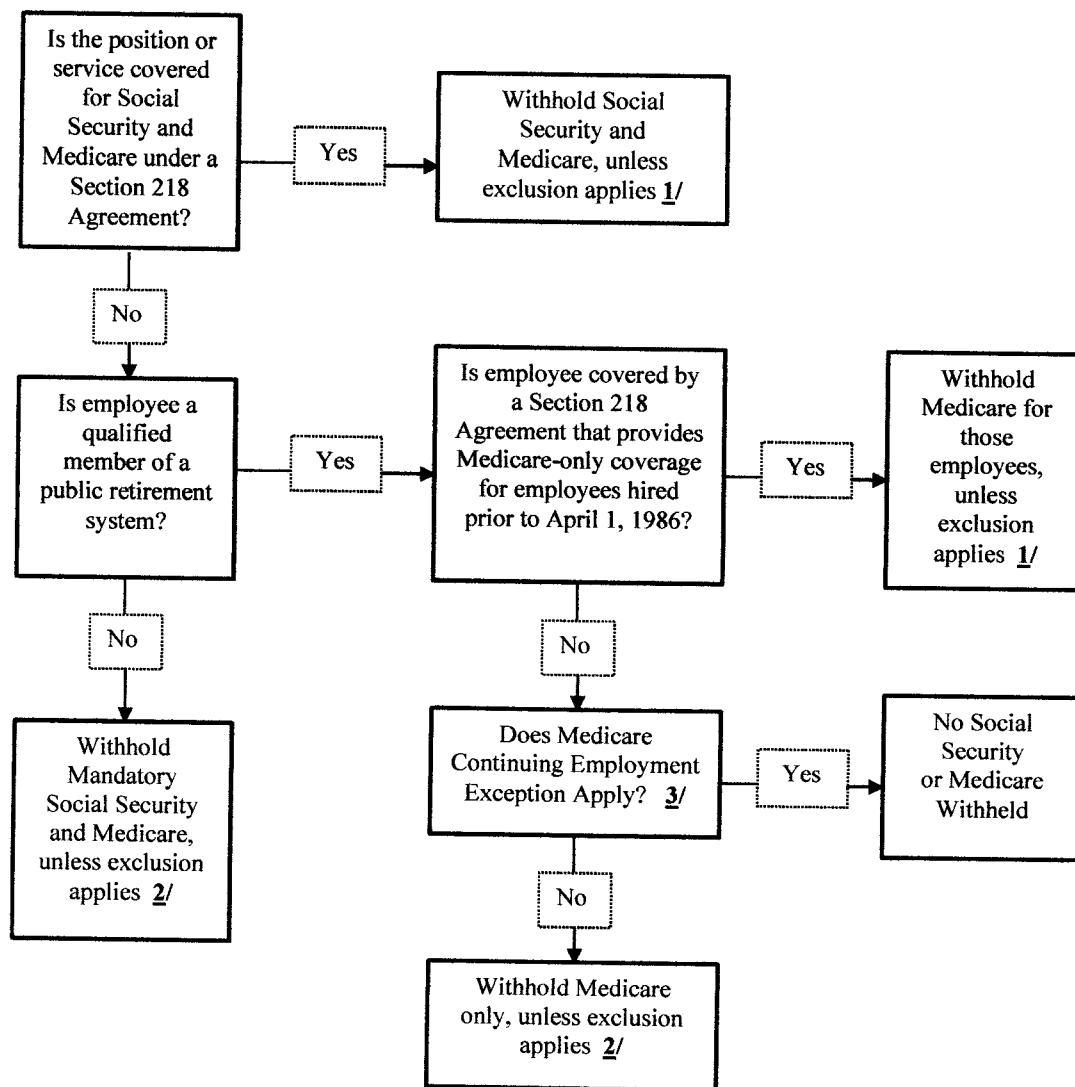 Is the position or
service covered
for Social
Security and
Medicare under a
Section 218
Agreement?
Yes
Withhold Social
Security and
Medicare, unless
exclusion applies 1/
No
Is employee a
qualified
member of a
public retirement
system?
Yes
Is employee covered by
a Section 218
Agreement that provides
Medicare-only coverage
for employees hired
prior to April 1, 1986?
Yes
Withhold
Medicare for
those
employees,
unless
exclusion
applies 1/
No
No
Withhold
Mandatory
Social Security
and Medicare,
unless exclusion
applies 2/
Does Medicare
Continuing Employment
Exception Apply? 3/
Yes
No Social
Security
or Medicare
Withheld
No
Withhold Medicare
only, unless exclusion
applies 2/